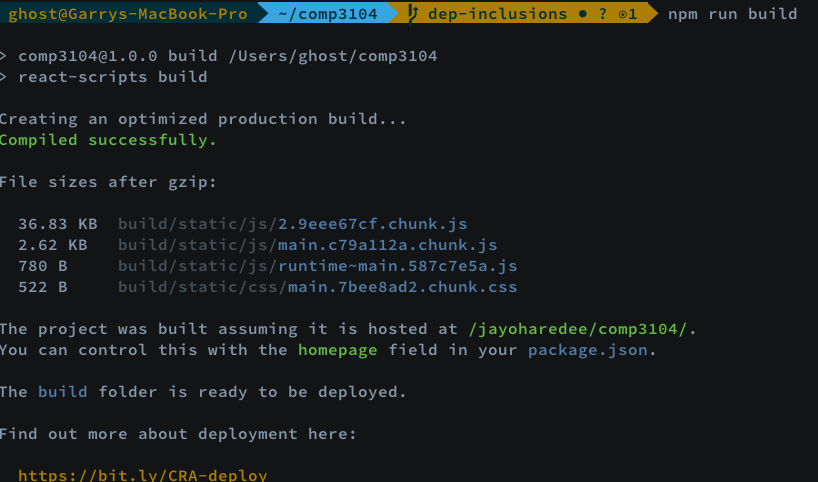 ghost@Garrys-MacBook-Pro ~/comp3104 dep-inclusions ● ? ⍟1 npm run build
> comp3104@1.0.0 build /Users/ghost/comp3104
> react-scripts build
Creating an optimized production build...
Compiled successfully.
File sizes after gzip:
36.83 KB build/static/js/2.9eee67cf.chunk.js
2.62 KB build/static/js/main.c79a112a.chunk.js
780 B build/static/js/runtime~main.587c7e5a.js
522 B build/static/css/main.7bee8ad2.chunk.css
The project was built assuming it is hosted at /jayoharedee/comp3104/.
You can control this with the homepage field in your package.json.
The build folder is ready to be deployed.
Find out more about deployment here:
https://bit.ly/CRA-deploy